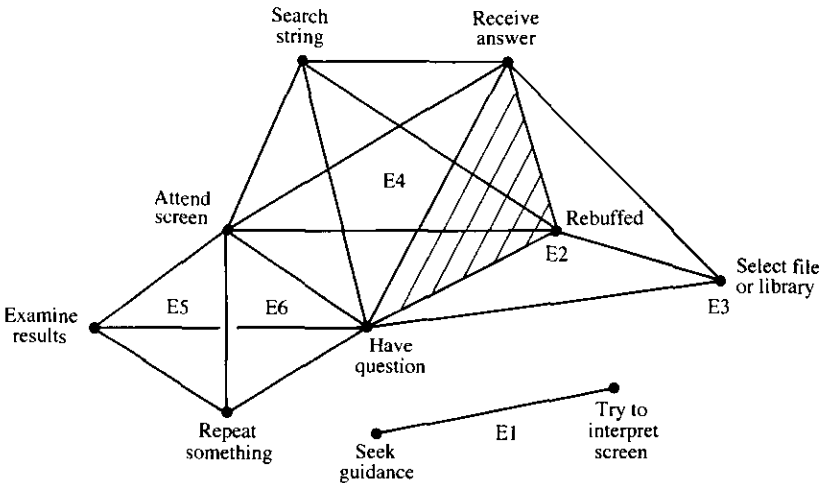 Search
string
Receive
answer
E4
Attend
screen
Rebuffed
E2
Select file
or library
E3
E5
E6
Examine
results
Have
question
Repeat
something
Try to
interpret
screen
E1
Seek
guidance